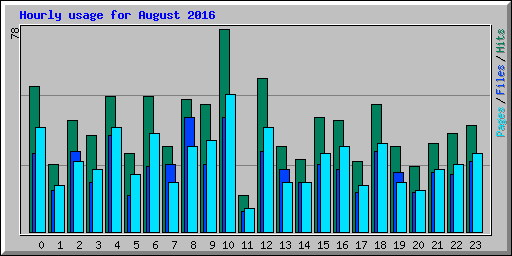 Hourly usage for August 2016
78
Pages / Files / Hits
0 1 2 3 4 5 6 7 8 9 10 11 12 13 14 15 16 17 18 19 20 21 22 23